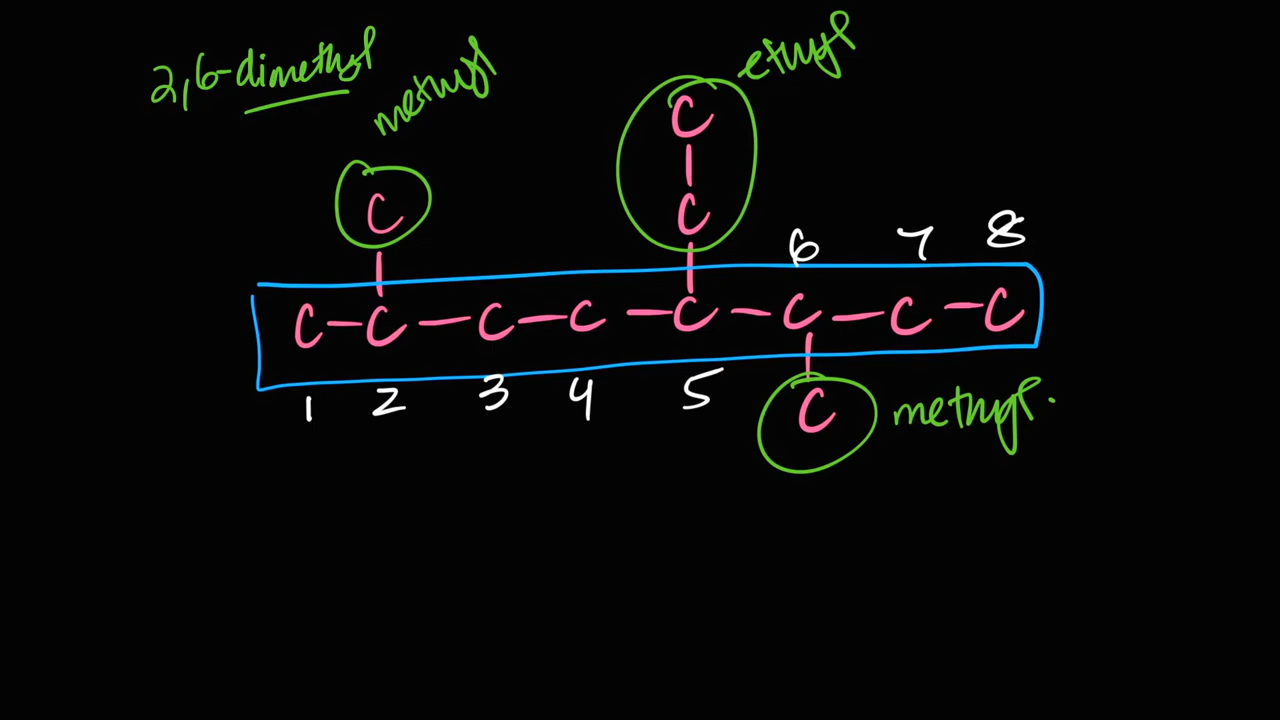 ethyl
2,6-dimethyl
methyl
C
C
C
6 7 8
C-C-C-C-C-C-C-C
1 2 3 4 5
C methyl.